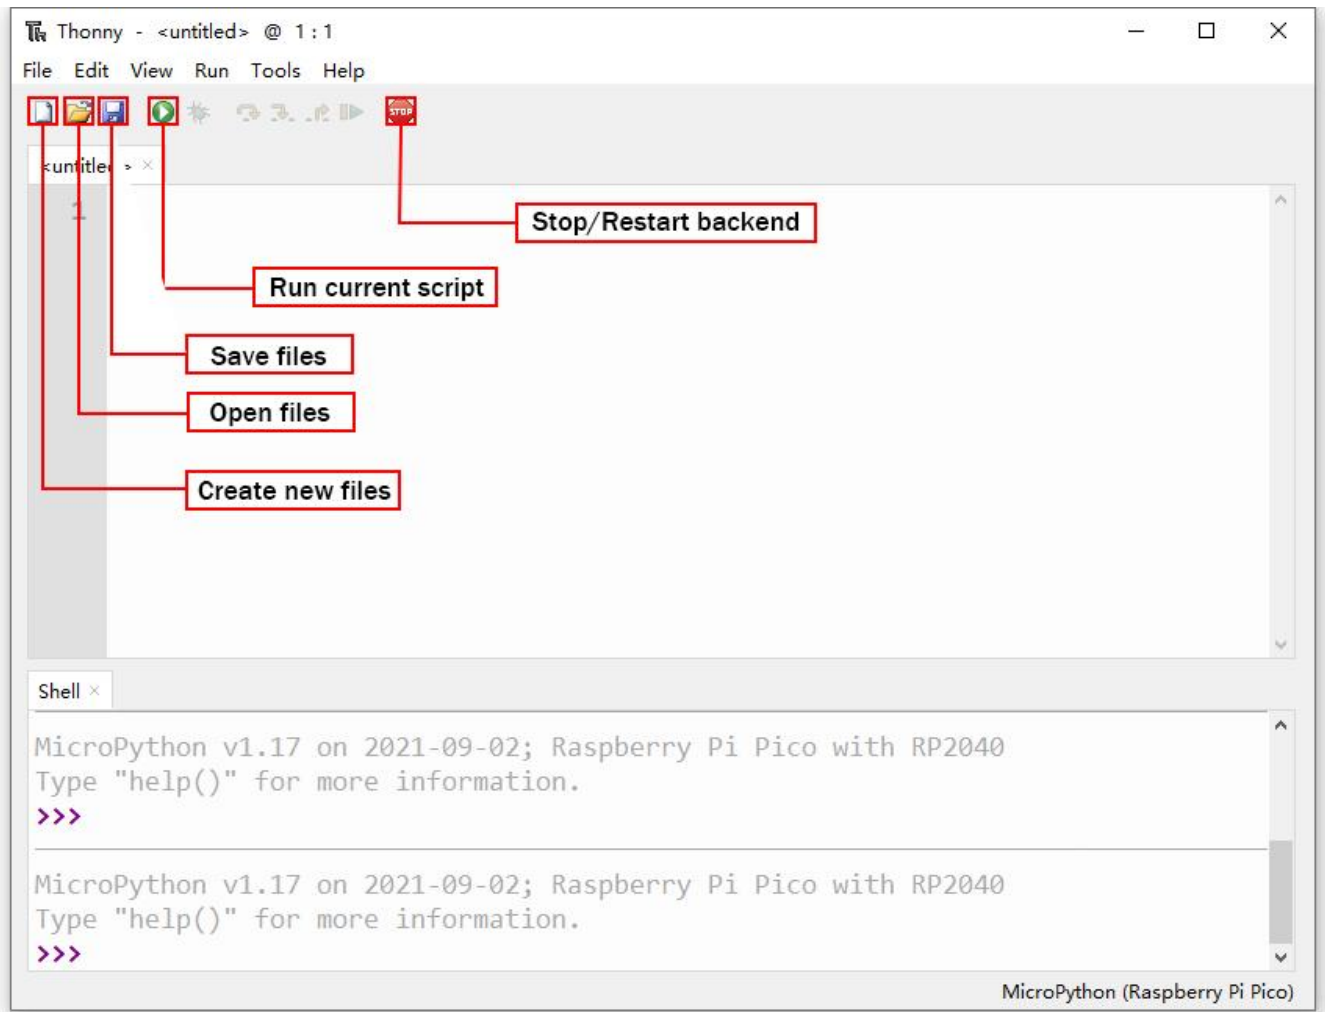 Thonny - <untitled> @ 1 : 1
File Edit View Run Tools Help
STOP
<untitled>
1
Stop/Restart backend
Run current script
Save files
Open files
Create new files
Shell
MicroPython v1.17 on 2021-09-02; Raspberry Pi Pico with RP2040
Type "help()" for more information.
>>>
MicroPython v1.17 on 2021-09-02; Raspberry Pi Pico with RP2040
Type "help()" for more information.
>>>
MicroPython (Raspberry Pi Pico)